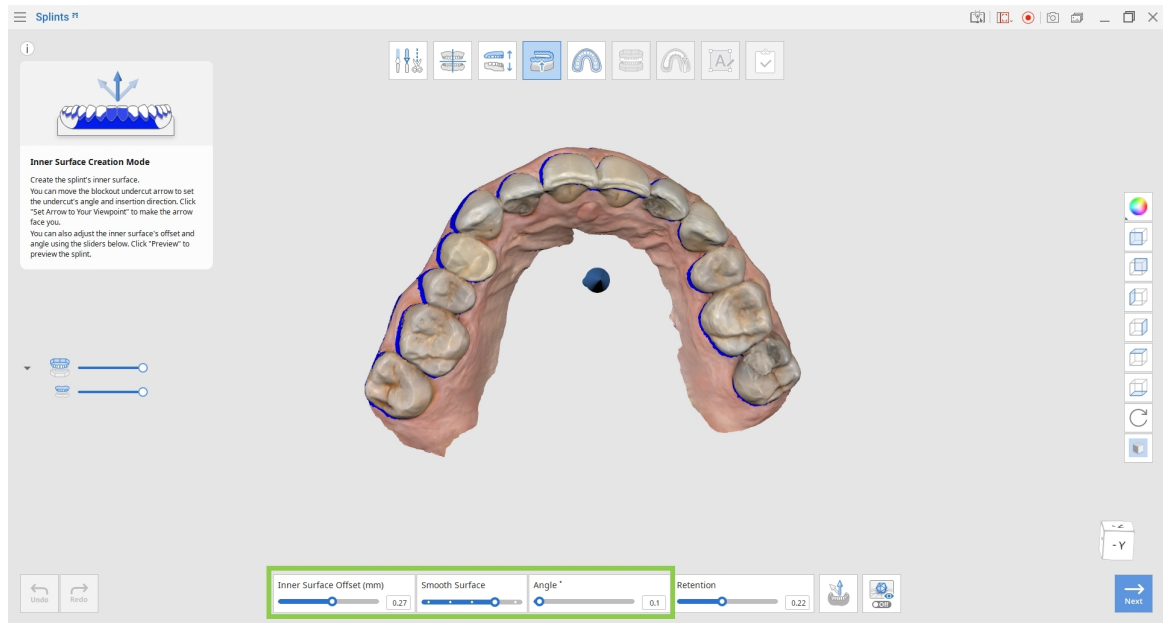 Splints
i
Inner Surface Creation Mode
Create the splint's inner surface.
You can move the blockout undercut arrow to set
the undercut's angle and insertion direction. Click
"Set Arrow to Your Viewpoint" to make the arrow
face you.
You can also adjust the inner surface's offset and
angle using the sliders below. Click "Preview" to
preview the splint.
A
- Z
- Y
Undo
Redo
Inner Surface Offset (mm)
0.27
Smooth Surface
Angle °
0.1
Retention
0.22
Off
Next